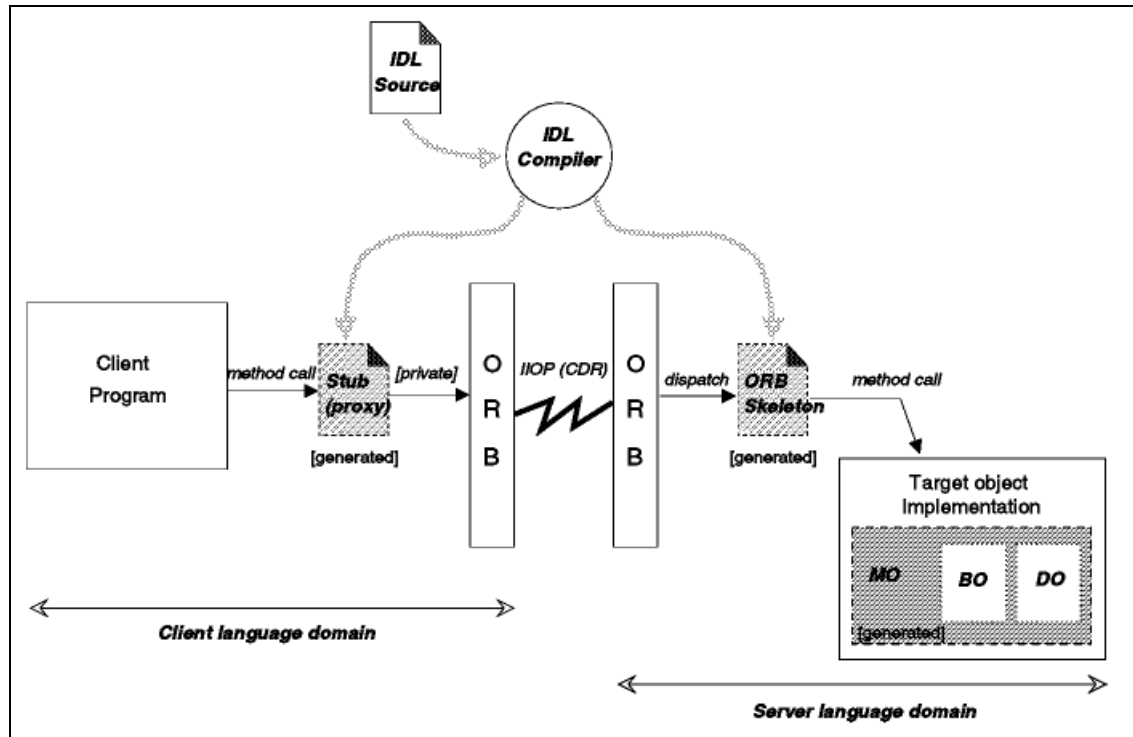 IDL
Source
IDL
Compiler
Client
Program
method call
Stub
(proxy)
[generated]
[private]
O
R
B
IIOP (CDR)
O
R
B
dispatch
ORB
Skeleton
[generated]
method call
Target object
Implementation
MO
BO
DO
[generated]
Client language domain
Server language domain